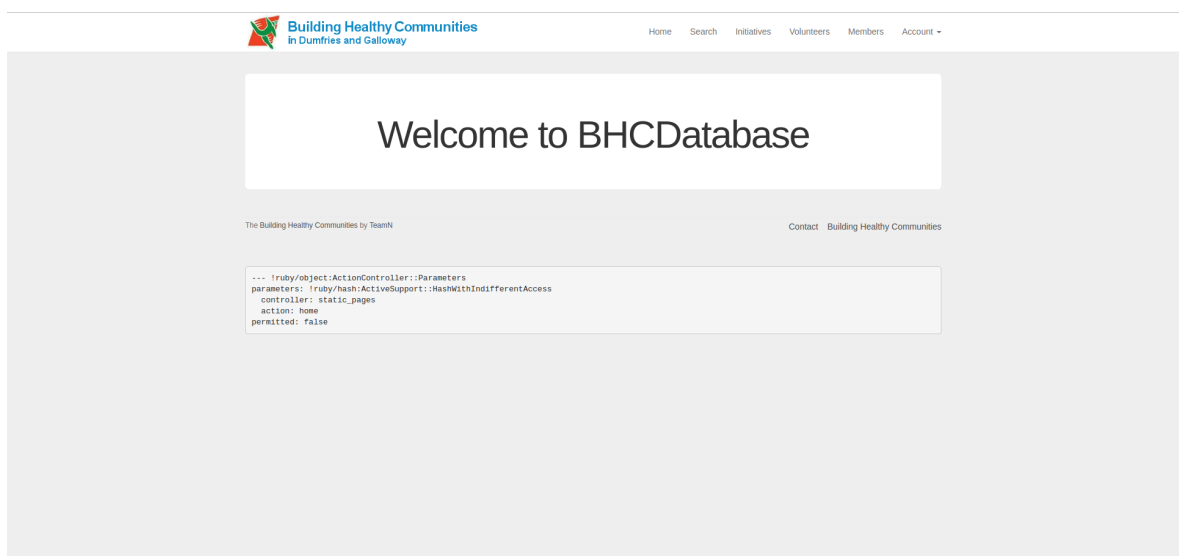 Building Healthy Communities
in Dumfries and Galloway
Home Search Initiatives Volunteers Members Account
Welcome to BHCDatabase
The Building Healthy Communities by TeamN
Contact Building Healthy Communities
--- !ruby/object:ActionController::Parameters
parameters: !ruby/hash:ActiveSupport::HashWithIndifferentAccess
  controller: static_pages
  action: home
permitted: false